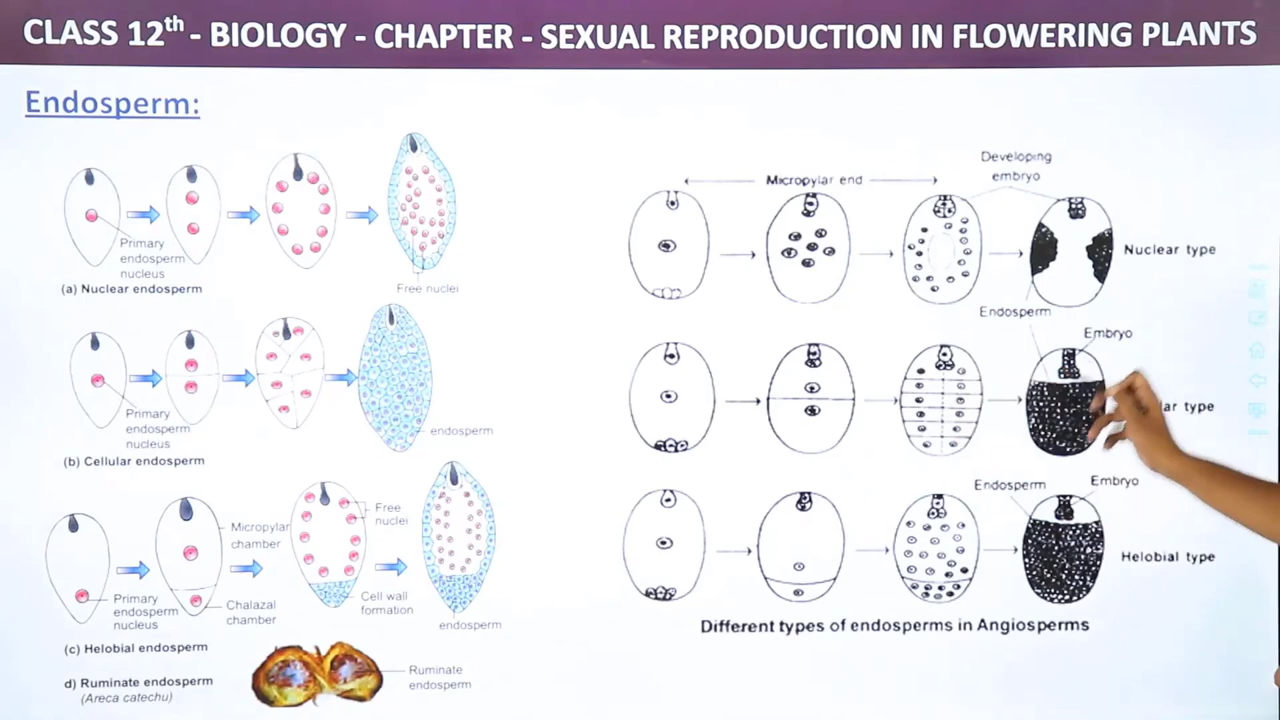 CLASS 12th - BIOLOGY - CHAPTER - SEXUAL REPRODUCTION IN FLOWERING PLANTS
Endosperm:
Primary
endosperm
nucleus
Free nuclei
(a) Nuclear endosperm
Primary
endosperm
nucleus
endosperm
(b) Cellular endosperm
Micropylar
chamber
Free
nuclei
Primary
endosperm
nucleus
Chalazal
chamber
Cell wall
formation
endosperm
(c) Helobial endosperm
d) Ruminate endosperm
(Areca catechu)
Ruminate
endosperm
Developing
embryo
Micropylar end
Nuclear type
Endosperm
Embryo
ar type
Endosperm
Embryo
Helobial type
Different types of endosperms in Angiosperms